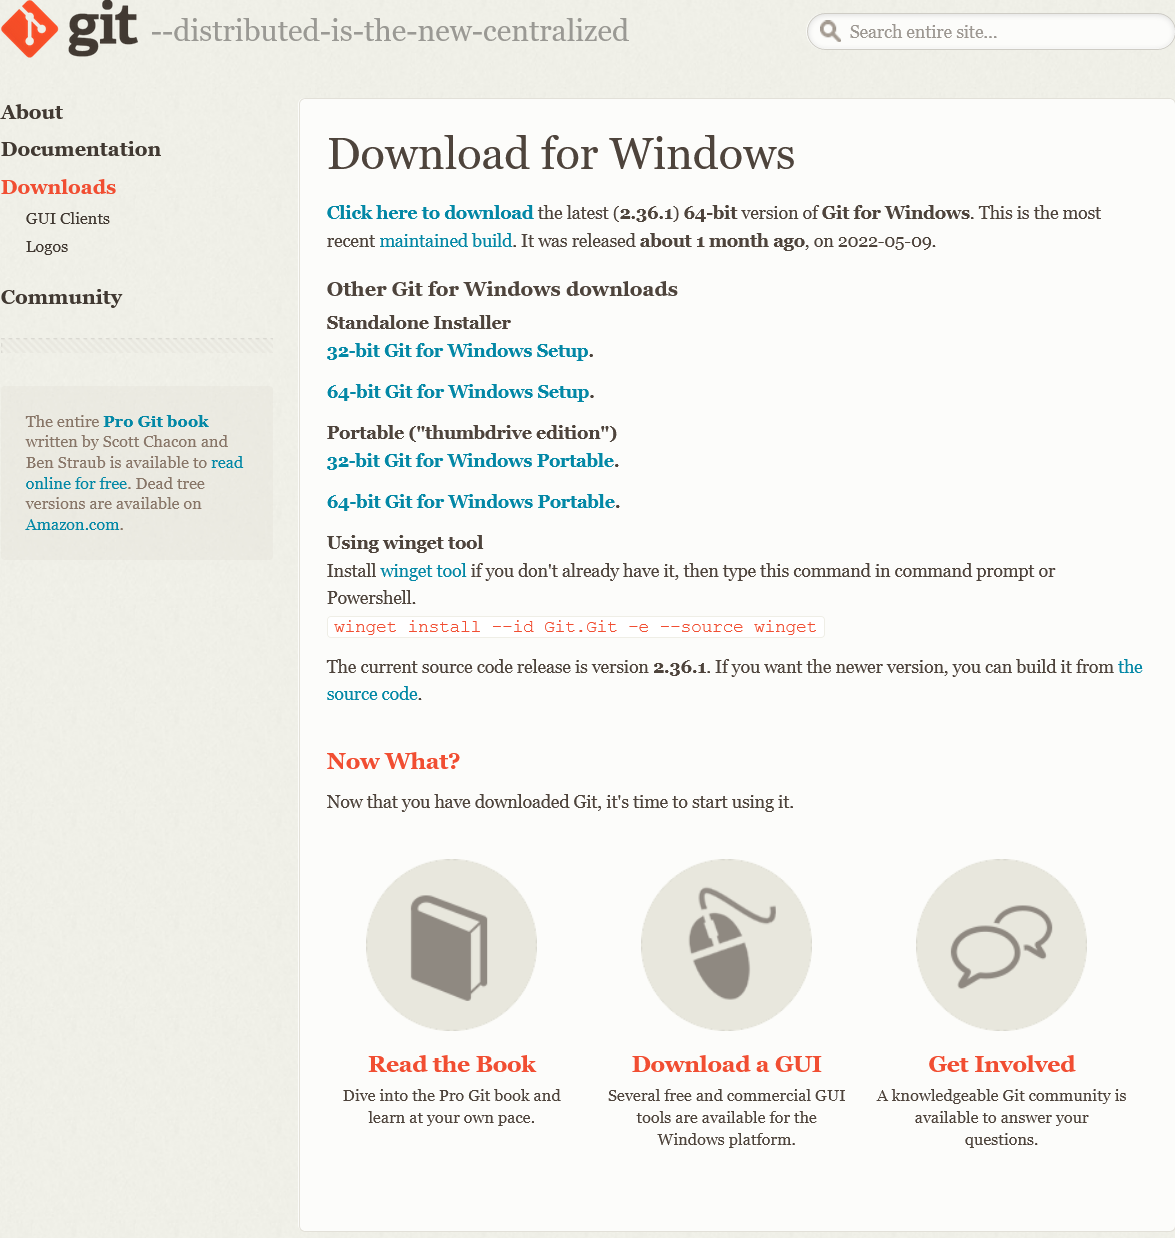 git --distributed-is-the-new-centralized
Search entire site...
About
Documentation
Downloads
GUI Clients
Logos
Community
The entire Pro Git book
written by Scott Chacon and
Ben Straub is available to read
online for free. Dead tree
versions are available on
Amazon.com.
Download for Windows
Click here to download the latest (2.36.1) 64-bit version of Git for Windows. This is the most
recent maintained build. It was released about 1 month ago, on 2022-05-09.
Other Git for Windows downloads
Standalone Installer
32-bit Git for Windows Setup.
64-bit Git for Windows Setup.
Portable ("thumbdrive edition")
32-bit Git for Windows Portable.
64-bit Git for Windows Portable.
Using winget tool
Install winget tool if you don't already have it, then type this command in command prompt or
Powershell.
winget install --id Git.Git -e --source winget
The current source code release is version 2.36.1. If you want the newer version, you can build it from the
source code.
Now What?
Now that you have downloaded Git, it's time to start using it.
Read the Book
Dive into the Pro Git book and
learn at your own pace.
Download a GUI
Several free and commercial GUI
tools are available for the
Windows platform.
Get Involved
A knowledgeable Git community is
available to answer your
questions.